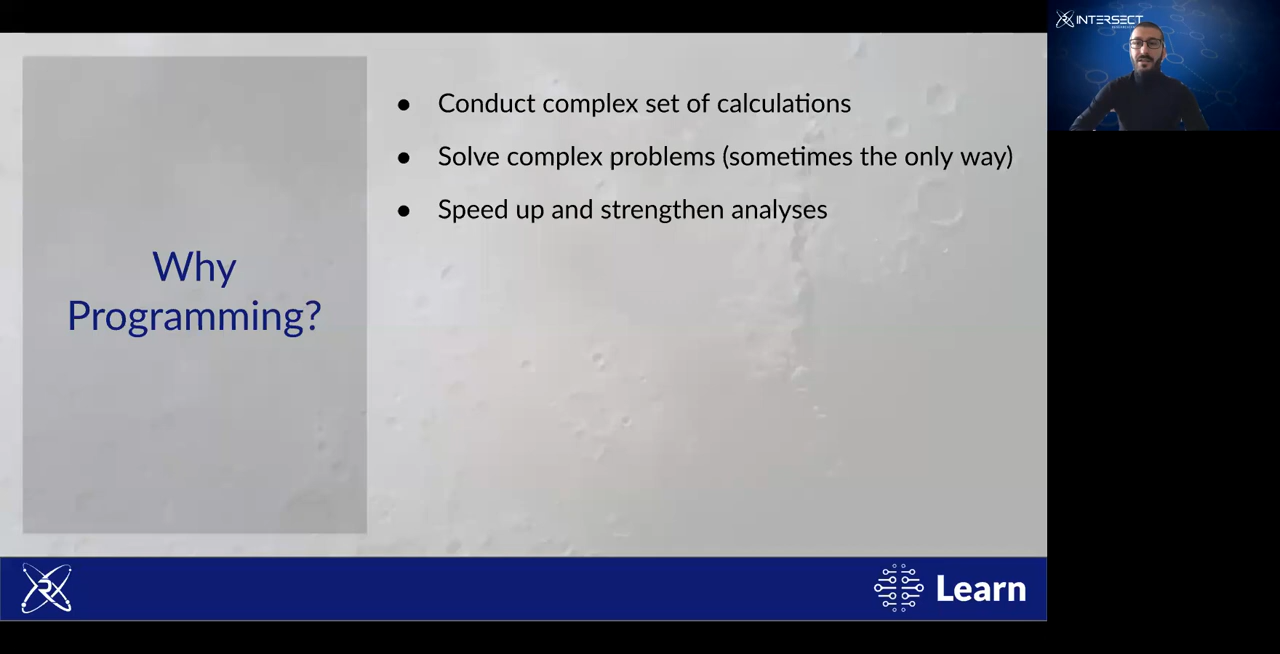 Why
Programming?
● Conduct complex set of calculations
● Solve complex problems (sometimes the only way)
● Speed up and strengthen analyses
Learn
INTERSECT